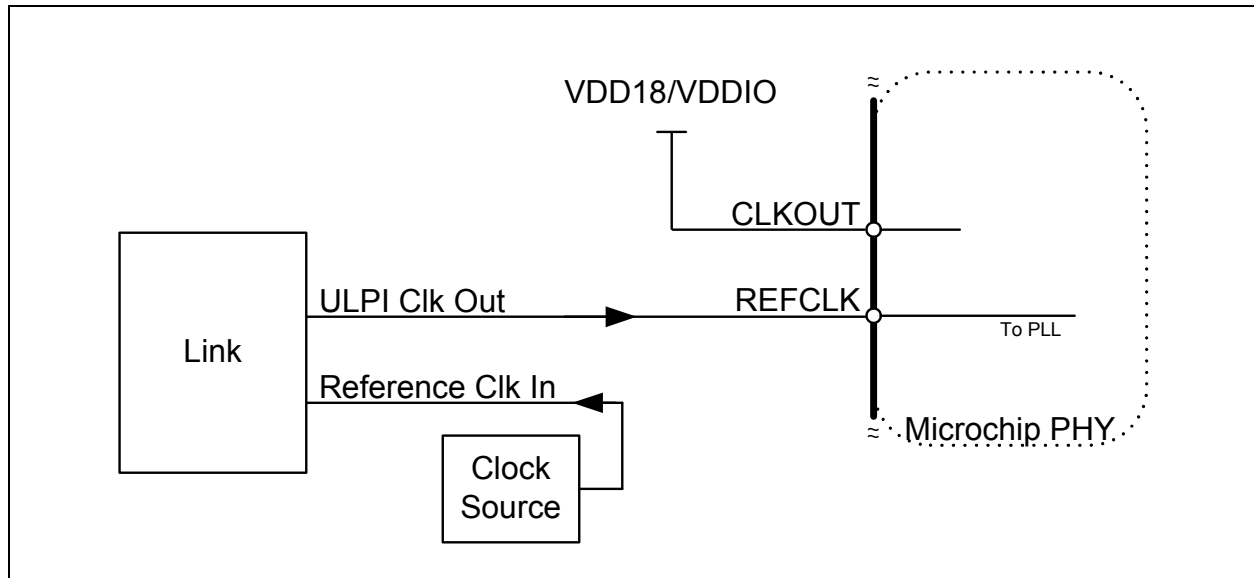 VDD18/VDDIO
CLKOUT
ULPI Clk Out
REFCLK
To PLL
Link
Reference Clk In
Microchip PHY
Clock
Source